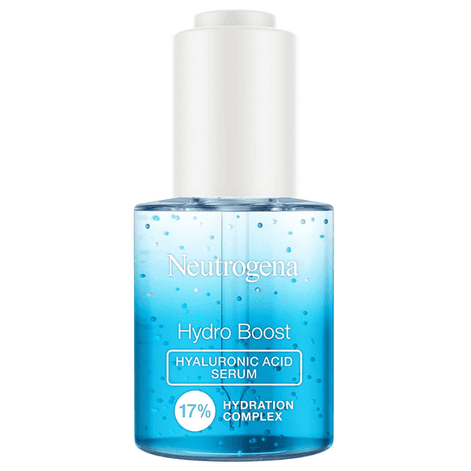 Neutrogena
Hydro Boost
HYALURONIC ACID
SERUM
17% HYDRATION
COMPLEX